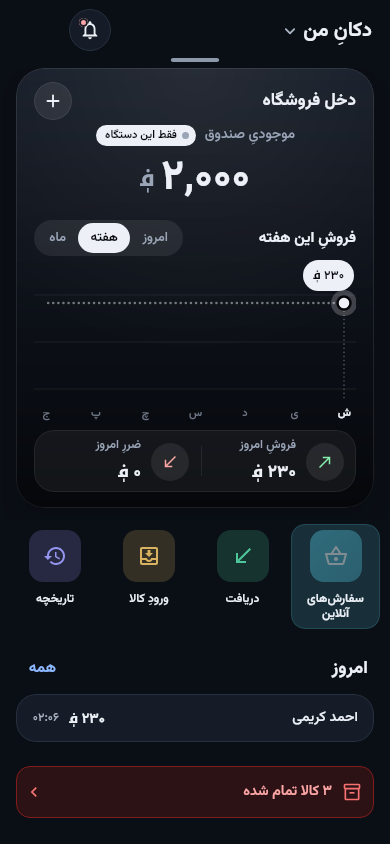 دکانِ من
دخل فروشگاه
موجودیِ صندوق
فقط این دستگاه
۲,۰۰۰ ؋
فروشِ این هفته
امروز
هفته
ماه
۲۳۰ ؋
ش
ی
د
س
چ
پ
ج
فروشِ امروز
۲۳۰ ؋
ضررِ امروز
۰ ؋
سفارش‌های
آنلاین
دریافت
ورودِ کالا
تاریخچه
امروز
همه
احمد کریمی
۲۳۰ ؋
۰۲:۰۶
۳ کالا تمام شده